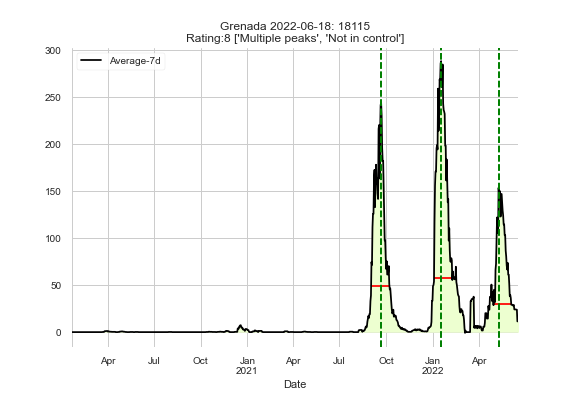 Grenada 2022-06-18: 18115
Rating:8 ['Multiple peaks', 'Not in control']
Average-7d
300
250
200
150
100
50
0
Apr Jul Oct Jan Apr Jul Oct Jan Apr
2021 2022
Date